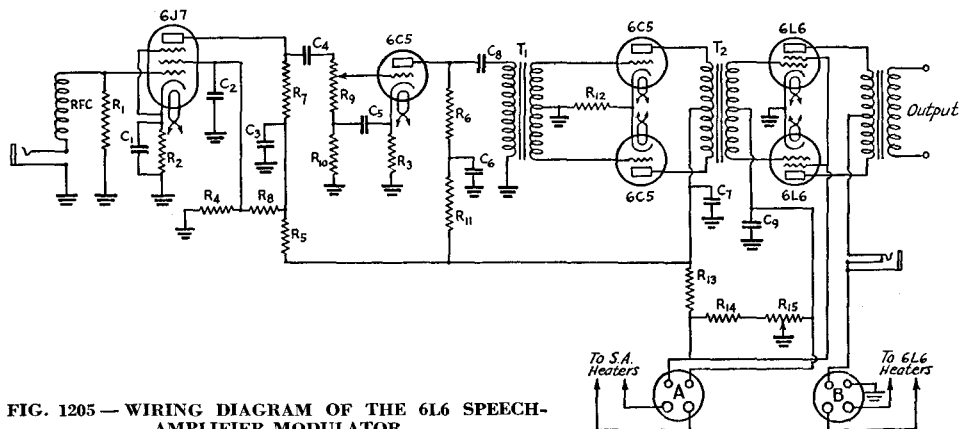 6J7
C4
6C5
C8
T1
6C5
T2
6L6
RFC
R1
C2
R7
R9
R6
R12
Output
C1
R2
C3
C5
R10
R3
C6
R4
R8
R5
R11
6C5
C7
C9
6L6
R13
R14
R15
To S.A.
Heaters
A
B
To 6L6
Heaters
FIG. 1205 — WIRING DIAGRAM OF THE 6L6 SPEECH-
AMPLIFIER MODULATOR